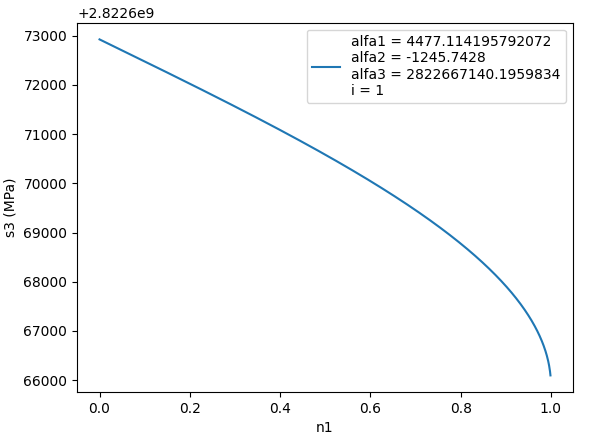 +2.8226e9
73000
72000
71000
70000
69000
68000
67000
66000
s3 (MPa)
alfa1 = 4477.114195792072
alfa2 = -1245.7428
alfa3 = 2822667140.1959834
i = 1
0.0 0.2 0.4 0.6 0.8 1.0
n1